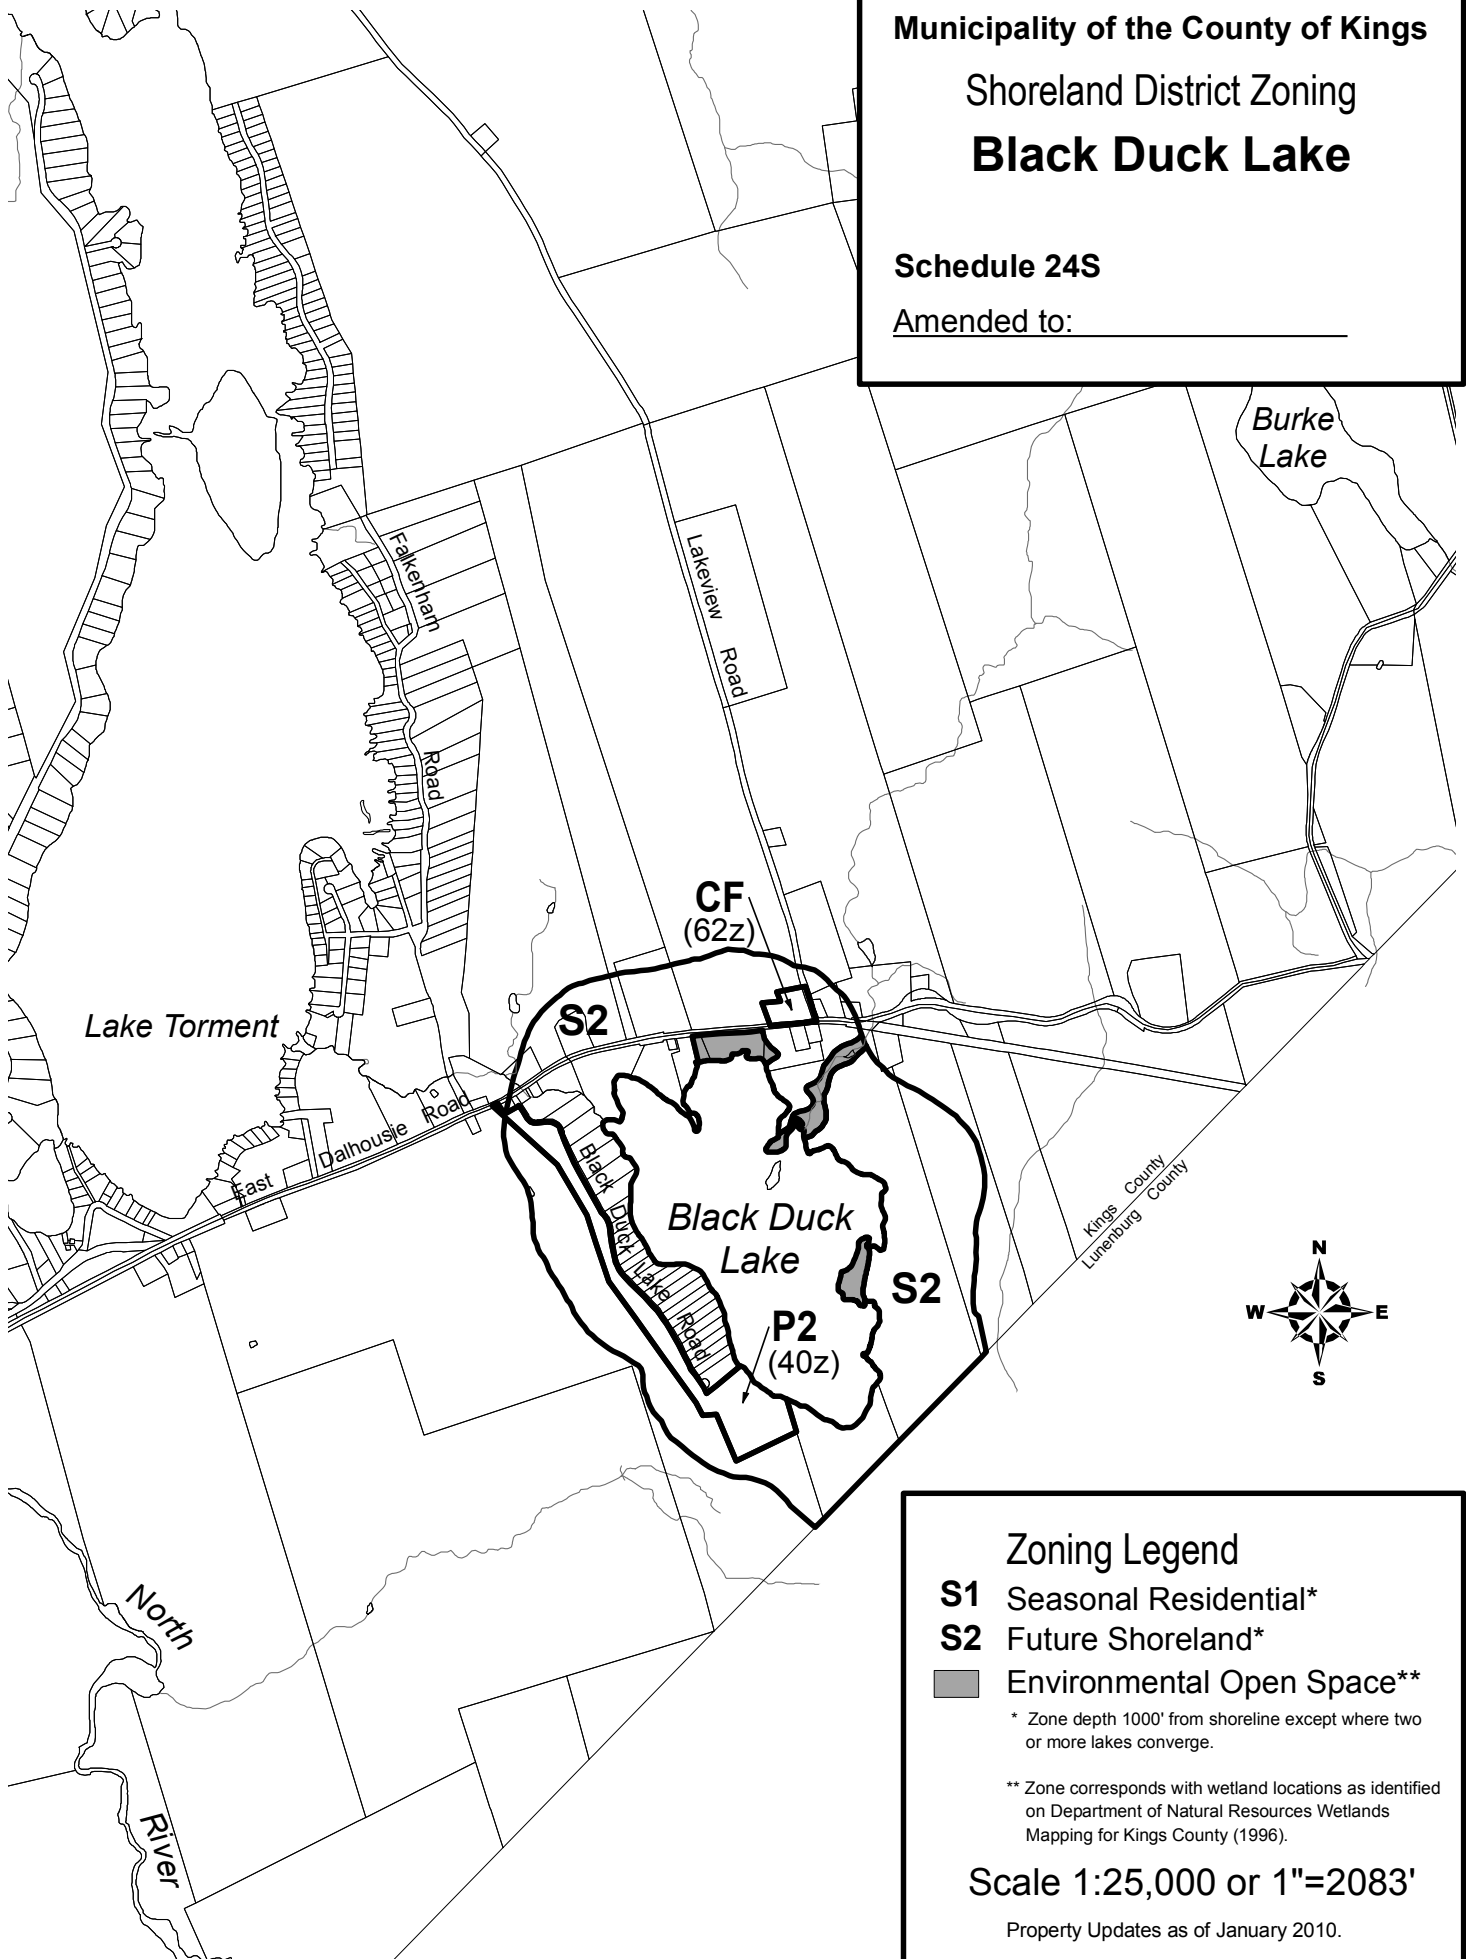 Municipality of the County of Kings
Shoreland District Zoning
Black Duck Lake
Schedule 24S
Amended to:
Burke
Lake
Falkenham
Road
Lakeview
Road
CF
(62z)
S2
Lake Torment
East Dalhousie Road
Black Duck Lake Road
Black Duck
Lake
S2
P2
(40z)
Kings County
Lunenburg County
N
W
E
S
North
River
Zoning Legend
S1 Seasonal Residential*
S2 Future Shoreland*
Environmental Open Space**
* Zone depth 1000' from shoreline except where two
or more lakes converge.
** Zone corresponds with wetland locations as identified
on Department of Natural Resources Wetlands
Mapping for Kings County (1996).
Scale 1:25,000 or 1"=2083'
Property Updates as of January 2010.